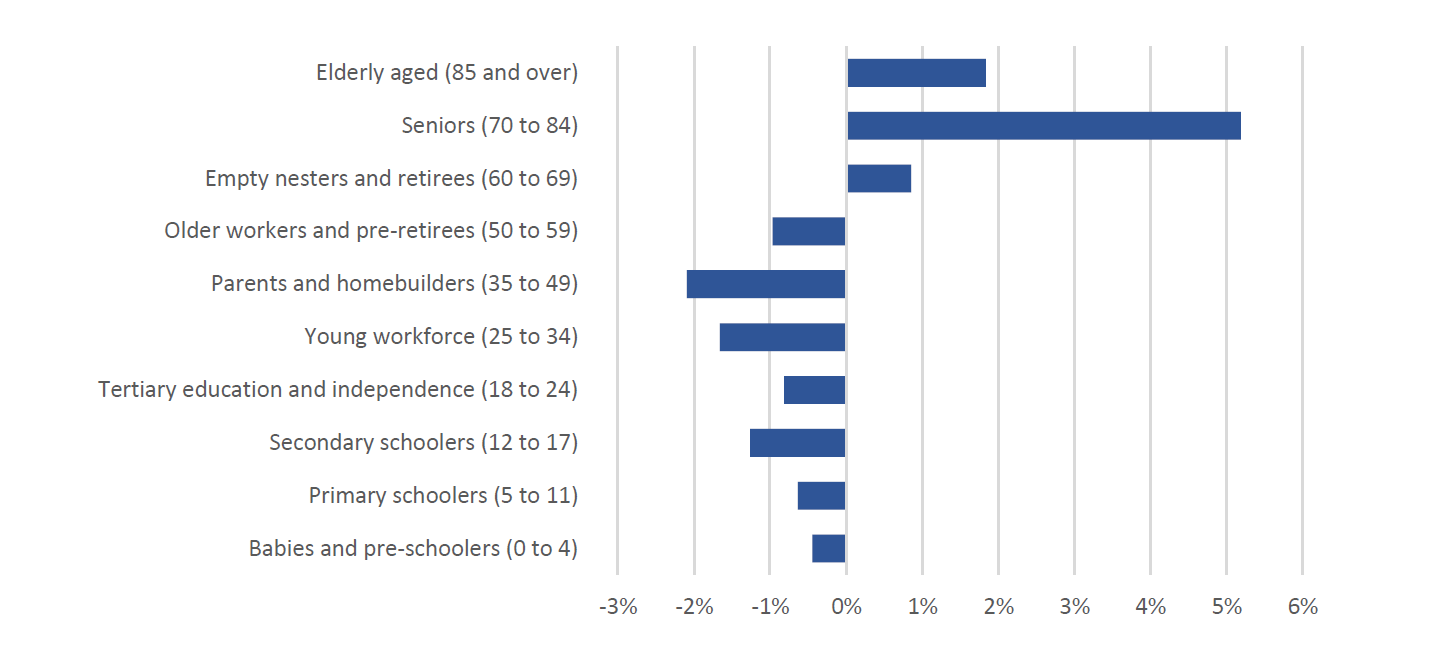 Elderly aged (85 and over)
Seniors (70 to 84)
Empty nesters and retirees (60 to 69)
Older workers and pre-retirees (50 to 59)
Parents and homebuilders (35 to 49)
Young workforce (25 to 34)
Tertiary education and independence (18 to 24)
Secondary schoolers (12 to 17)
Primary schoolers (5 to 11)
Babies and pre-schoolers (0 to 4)
-3% -2% -1% 0% 1% 2% 3% 4% 5% 6%